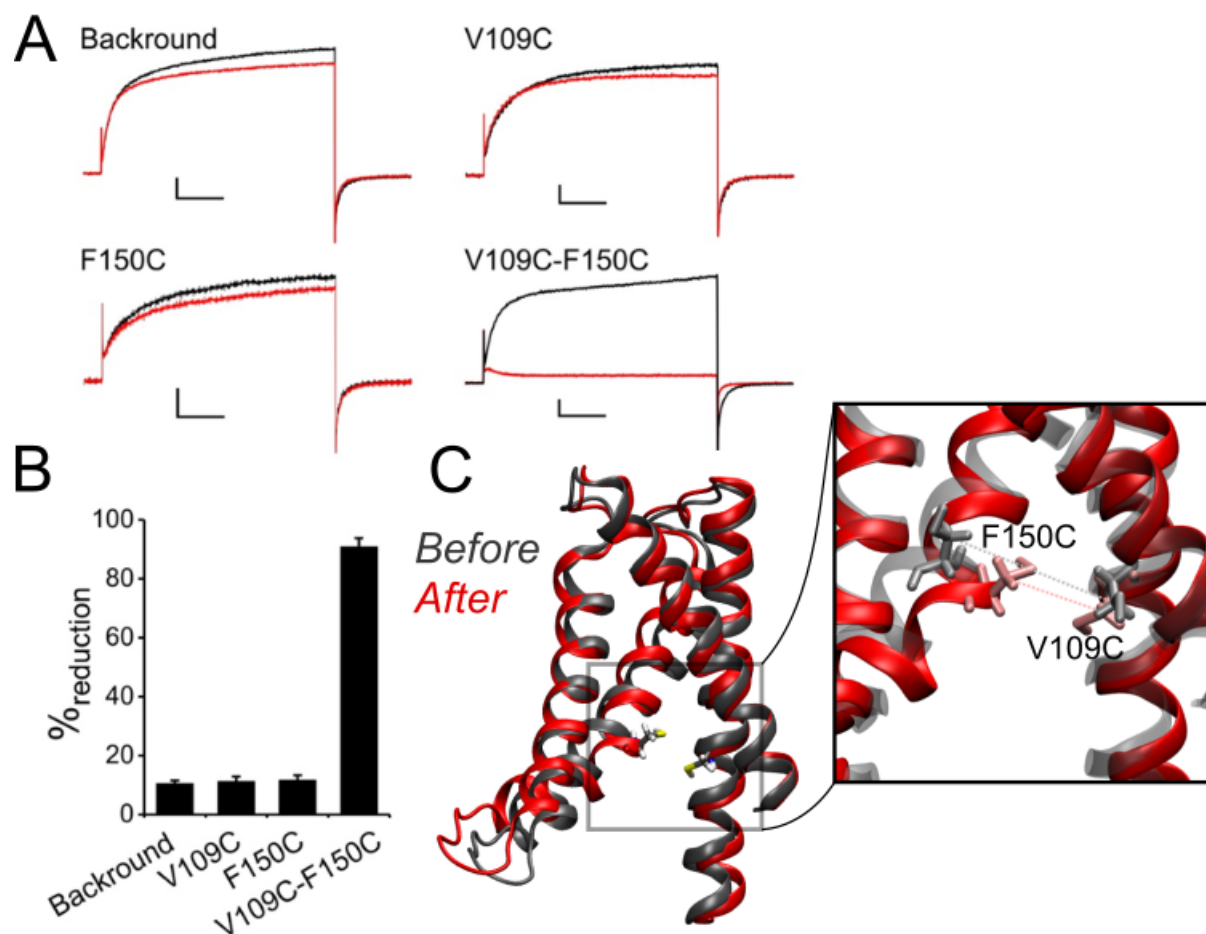 A
Backround
V109C
F150C
V109C-F150C
B
%reduction
100
80
60
40
20
0
Backround
V109C
F150C
V109C-F150C
C
Before
After
F150C
V109C